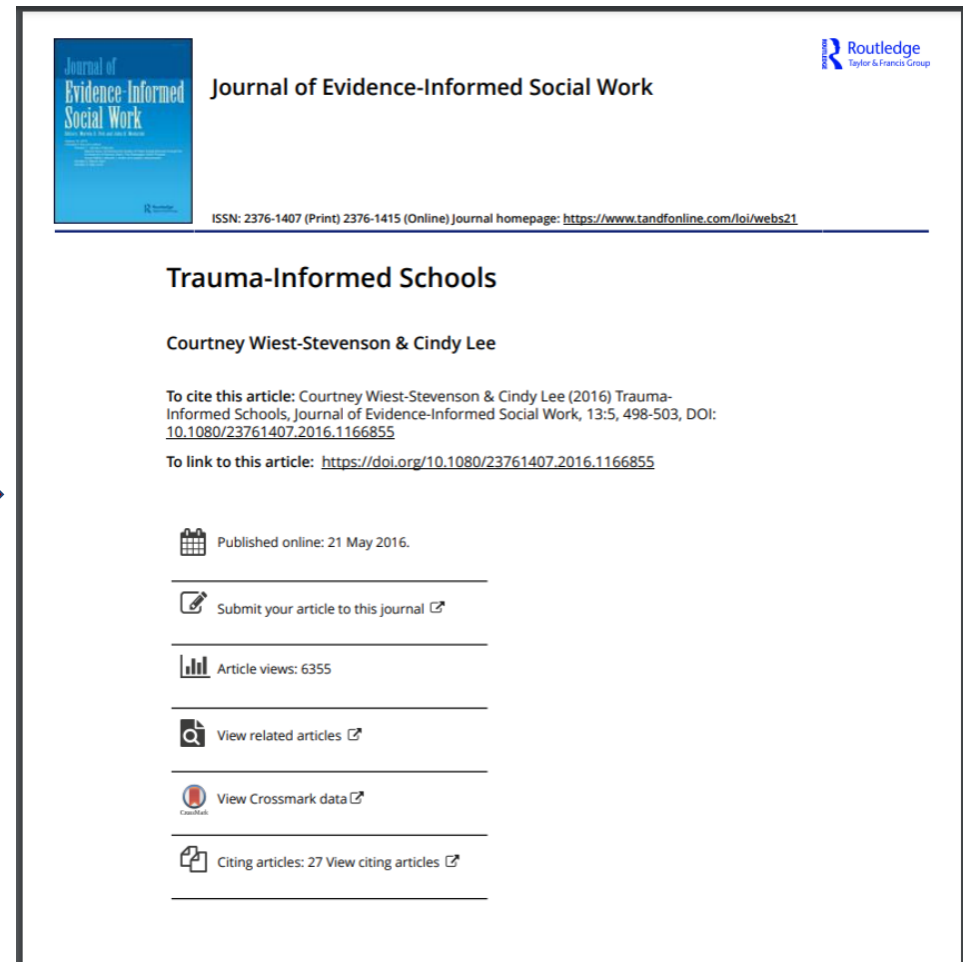 Journal of
Evidence-Informed
Social Work
Routledge
ROUTLEDGE
Routledge
Taylor & Francis Group
Journal of Evidence-Informed Social Work
ISSN: 2376-1407 (Print) 2376-1415 (Online) Journal homepage: https://www.tandfonline.com/loi/webs21
Trauma-Informed Schools
Courtney Wiest-Stevenson & Cindy Lee
To cite this article: Courtney Wiest-Stevenson & Cindy Lee (2016) Trauma-
Informed Schools, Journal of Evidence-Informed Social Work, 13:5, 498-503, DOI:
10.1080/23761407.2016.1166855
To link to this article: https://doi.org/10.1080/23761407.2016.1166855
Published online: 21 May 2016.
Submit your article to this journal
Article views: 6355
View related articles
View Crossmark data
CrossMark
Citing articles: 27 View citing articles